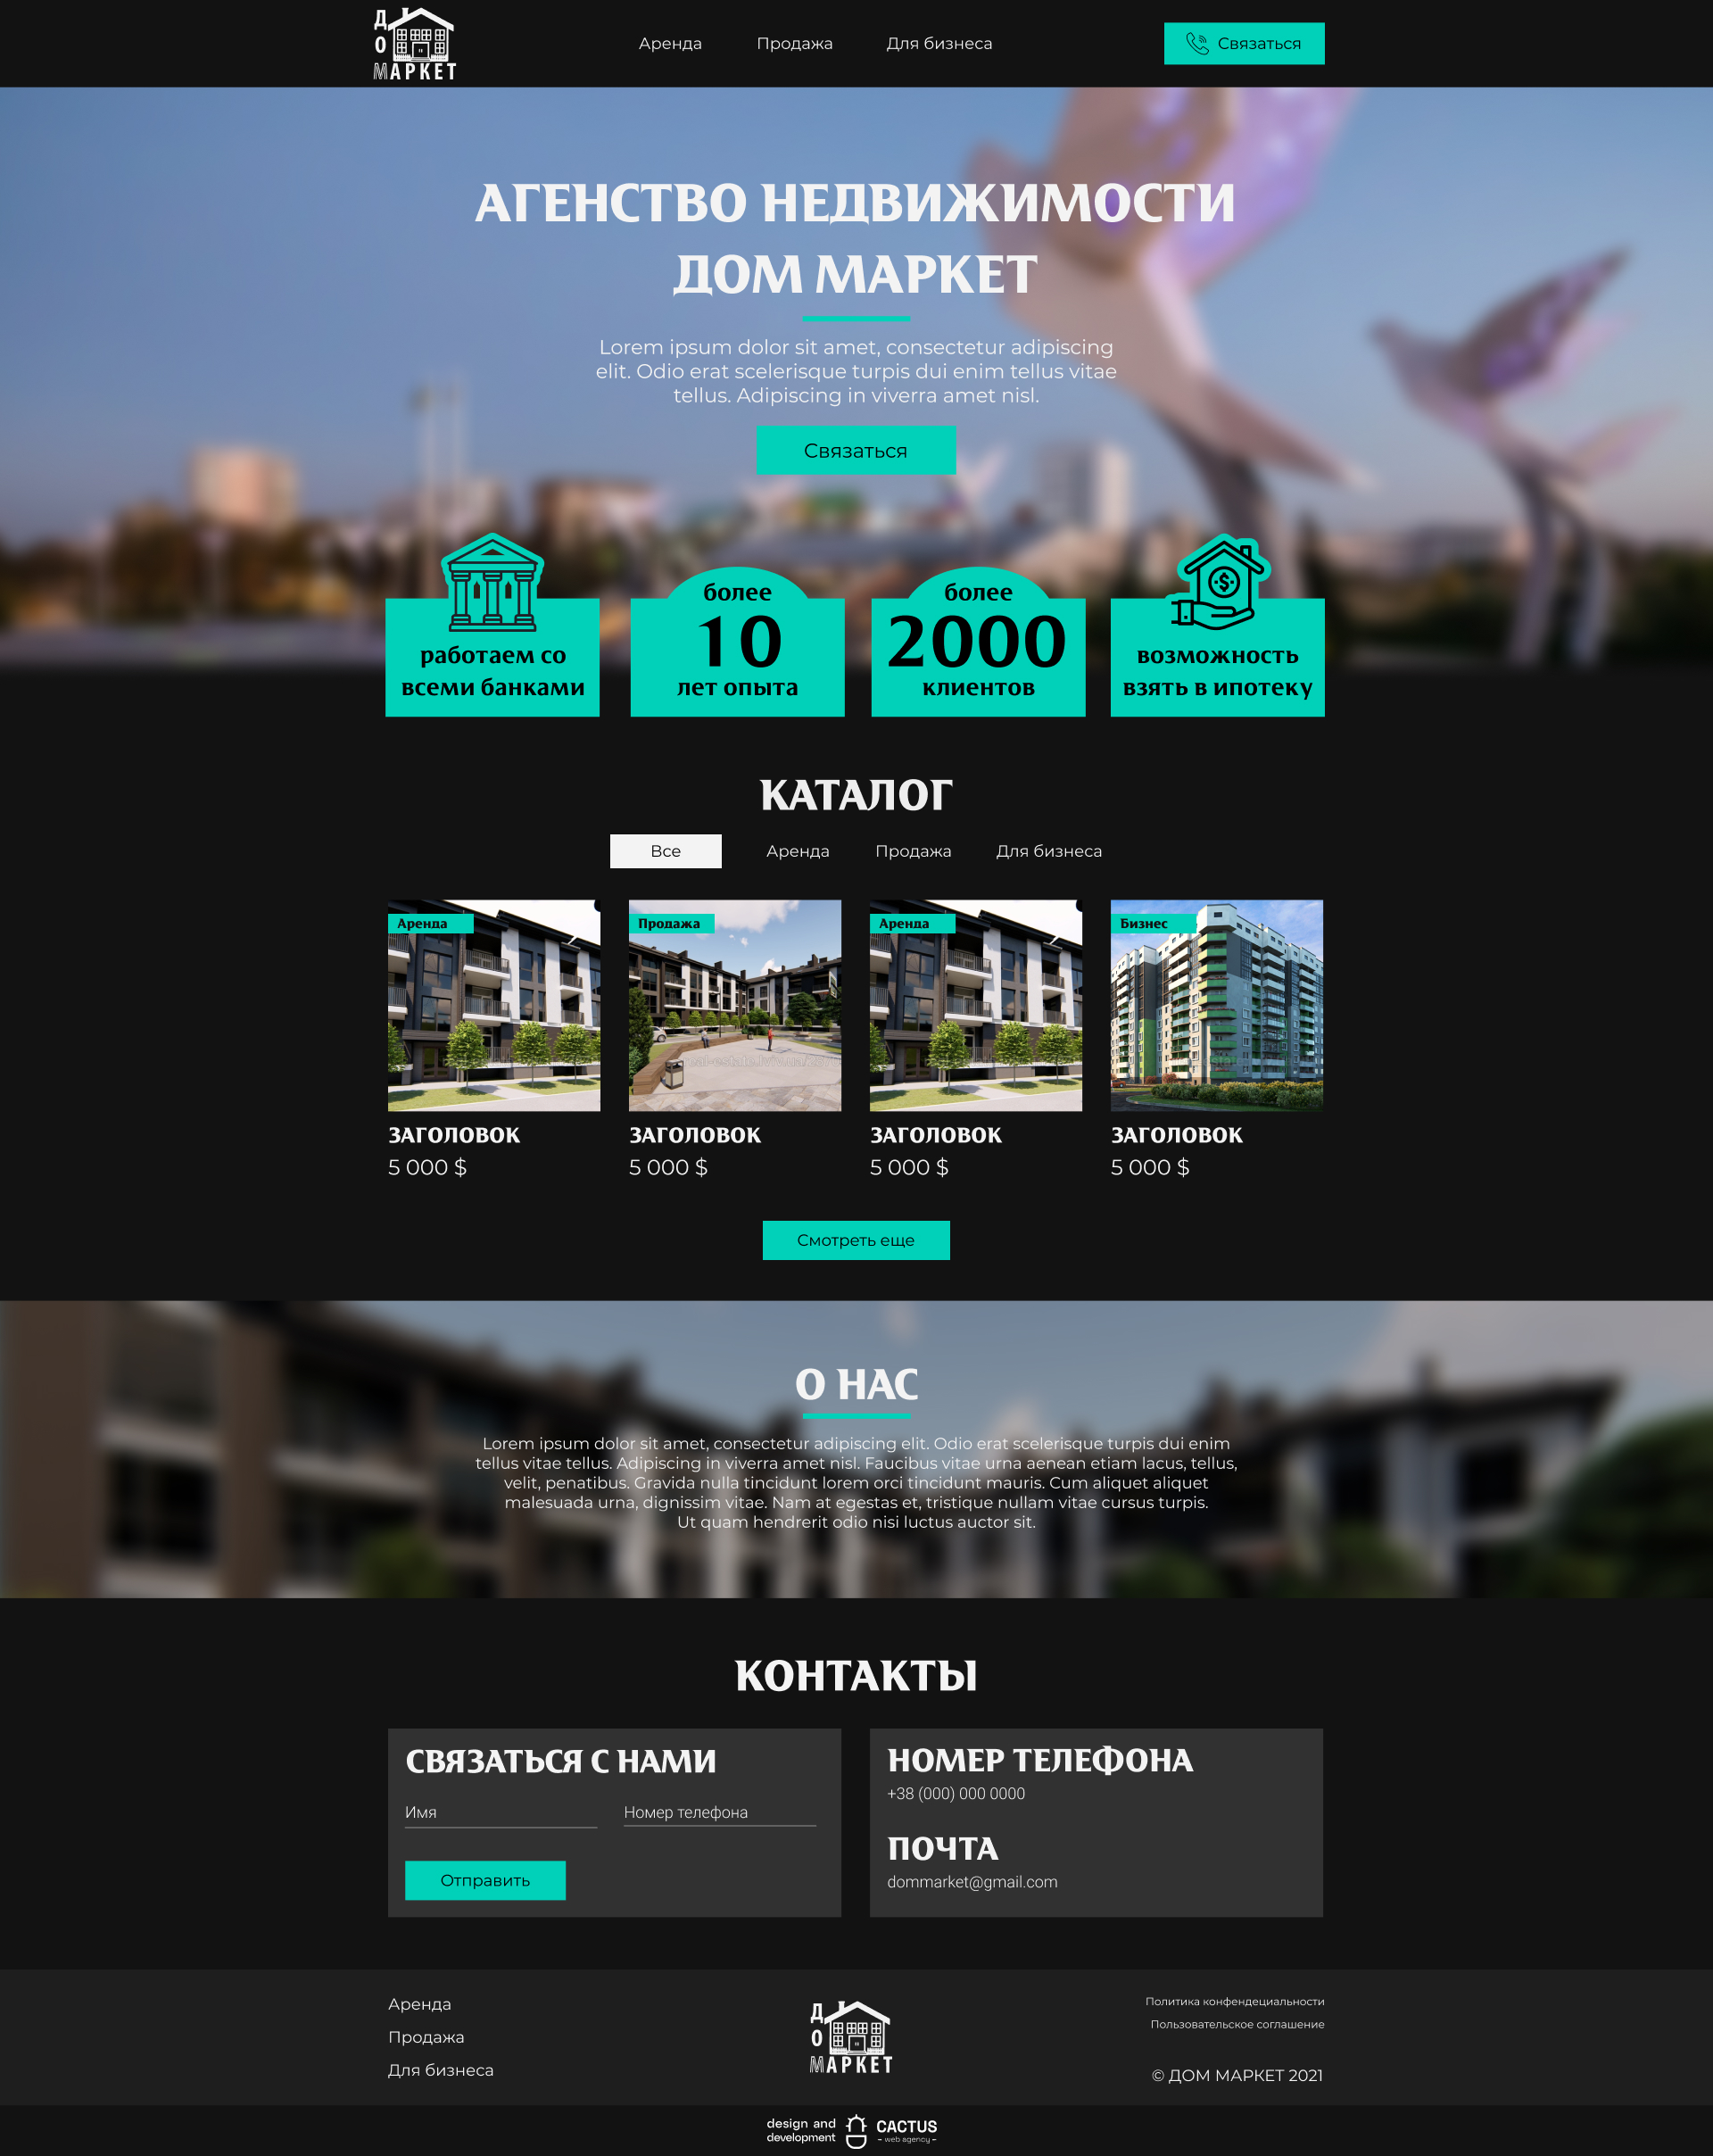 ДО
МАРКЕТ
Аренда
Продажа
Для бизнеса
Связаться
АГЕНСТВО НЕДВИЖИМОСТИ
ДОМ МАРКЕТ
Lorem ipsum dolor sit amet, consectetur adipiscing
elit. Odio erat scelerisque turpis dui enim tellus vitae
tellus. Adipiscing in viverra amet nisl.
Связаться
работаем со
всеми банками
более
10
лет опыта
более
2000
клиентов
возможность
взять в ипотеку
КАТАЛОГ
Все
Аренда
Продажа
Для бизнеса
Аренда
ЗАГОЛОВОК
5 000 $
Продажа
ЗАГОЛОВОК
5 000 $
Аренда
ЗАГОЛОВОК
5 000 $
Бизнес
ЗАГОЛОВОК
5 000 $
Смотреть еще
О НАС
Lorem ipsum dolor sit amet, consectetur adipiscing elit. Odio erat scelerisque turpis dui enim
tellus vitae tellus. Adipiscing in viverra amet nisl. Faucibus vitae urna aenean etiam lacus, tellus,
velit, penatibus. Gravida nulla tincidunt lorem orci tincidunt mauris. Cum aliquet aliquet
malesuada urna, dignissim vitae. Nam at egestas et, tristique nullam vitae cursus turpis.
Ut quam hendrerit odio nisi luctus auctor sit.
КОНТАКТЫ
СВЯЗАТЬСЯ С НАМИ
Имя
Номер телефона
Отправить
НОМЕР ТЕЛЕФОНА
+38 (000) 000 0000
ПОЧТА
dommarket@gmail.com
Аренда
Продажа
Для бизнеса
ДО
МАРКЕТ
Политика конфендециальности
Пользовательское соглашение
© ДОМ МАРКЕТ 2021
design and
development
CACTUS
- web agency -